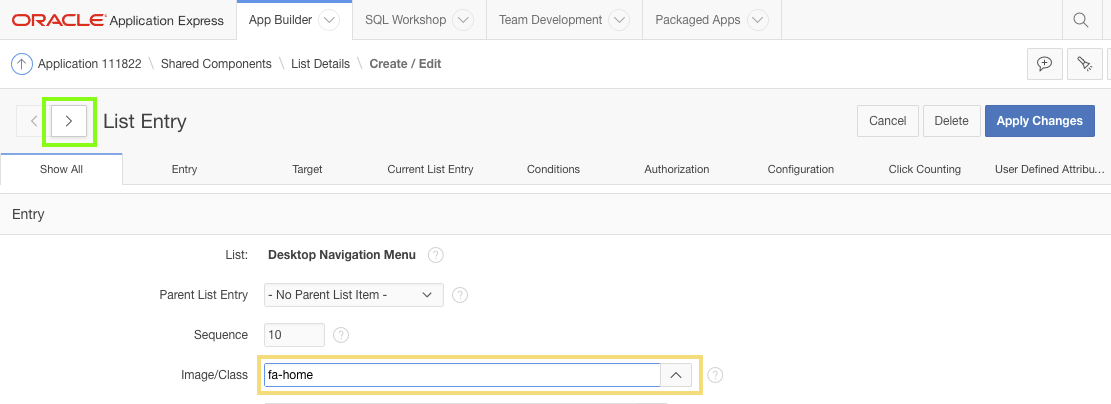 ORACLE Application Express App Builder SQL Workshop Team Development Packaged Apps
Application 111822 \ Shared Components \ List Details \ Create / Edit
List Entry Cancel Delete Apply Changes
Show All Entry Target Current List Entry Conditions Authorization Configuration Click Counting User Defined Attribu...
Entry
List: Desktop Navigation Menu ?
Parent List Entry - No Parent List Item - ?
Sequence 10 ?
Image/Class fa-home ?